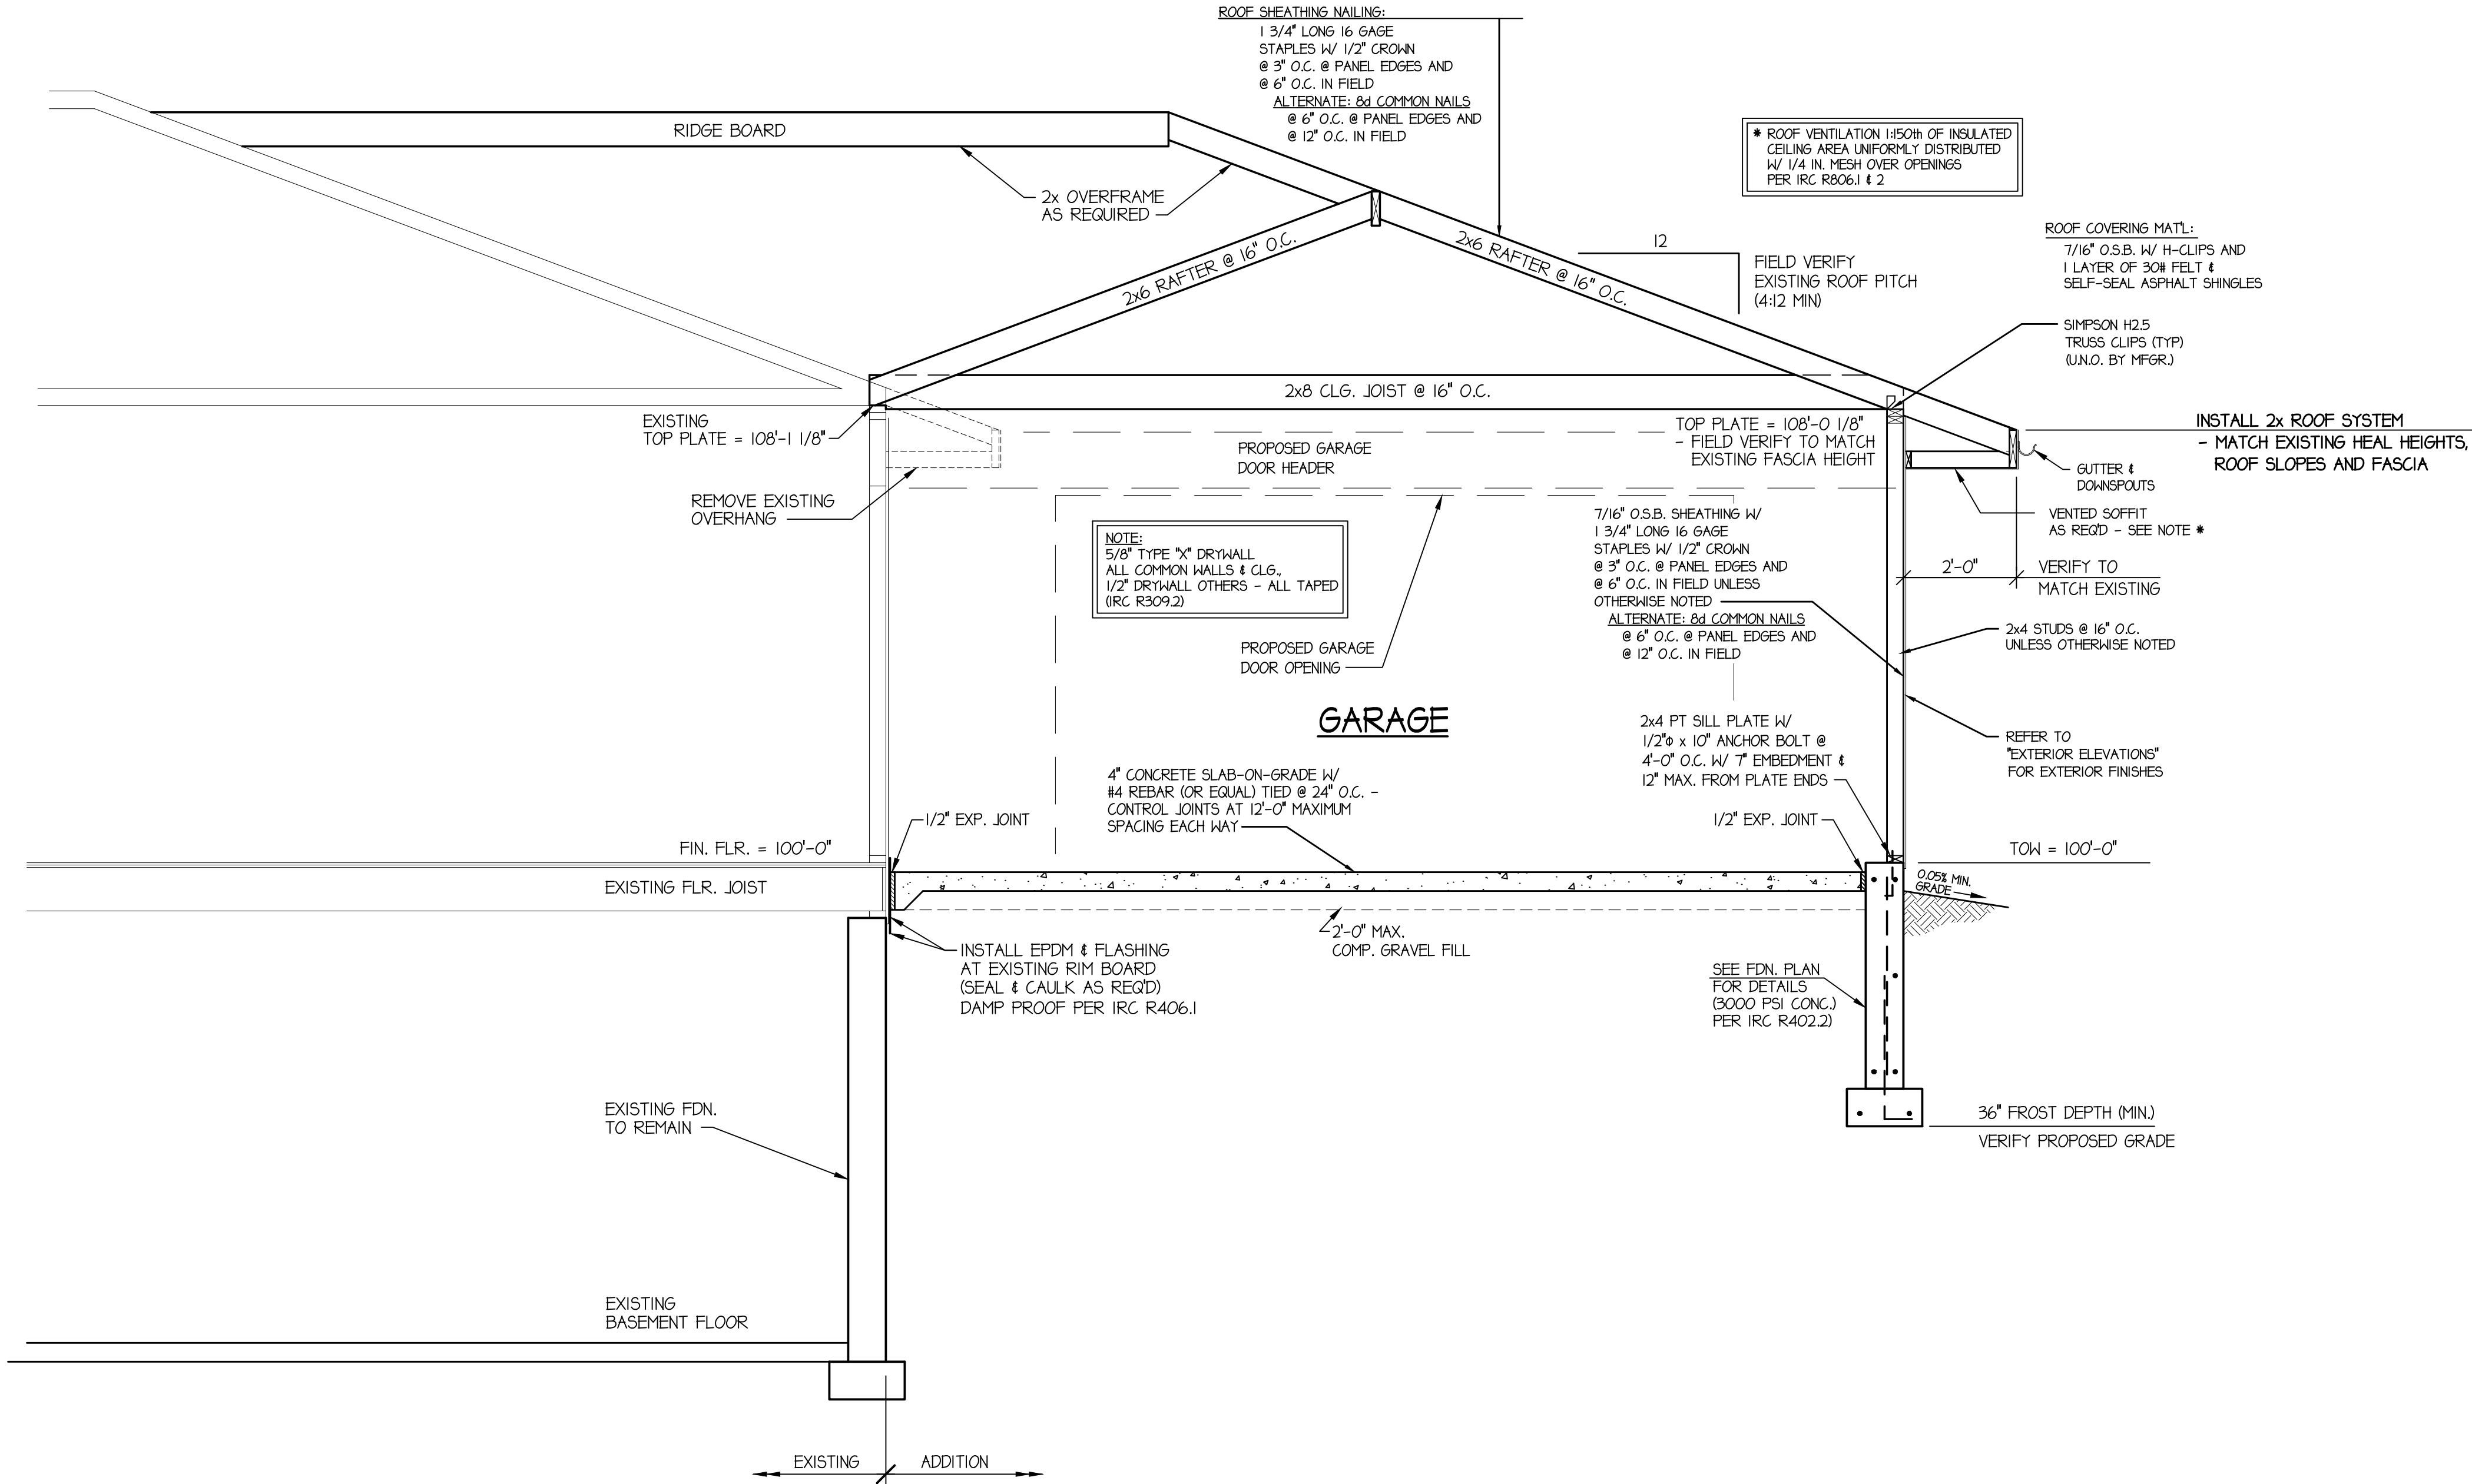 ROOF SHEATHING NAILING:
1 3/4" LONG 16 GAGE
STAPLES W/ 1/2" CROWN
@ 3" O.C. @ PANEL EDGES AND
@ 6" O.C. IN FIELD
ALTERNATE: 8d COMMON NAILS
@ 6" O.C. @ PANEL EDGES AND
@ 12" O.C. IN FIELD
RIDGE BOARD
* ROOF VENTILATION 1:150th OF INSULATED
CEILING AREA UNIFORMLY DISTRIBUTED
W/ 1/4 IN. MESH OVER OPENINGS
PER IRC R806.1 & 2
2x OVERFRAME
AS REQUIRED
2x6 RAFTER @ 16" O.C.
2x6 RAFTER @ 16" O.C.
12
FIELD VERIFY
EXISTING ROOF PITCH
(4:12 MIN)
ROOF COVERING MAT'L:
7/16" O.S.B. W/ H-CLIPS AND
1 LAYER OF 30# FELT &
SELF-SEAL ASPHALT SHINGLES
SIMPSON H2.5
TRUSS CLIPS (TYP)
(U.N.O. BY MFGR.)
2x8 CLG. JOIST @ 16" O.C.
EXISTING
TOP PLATE = 108'-1 1/8"
TOP PLATE = 108'-0 1/8"
- FIELD VERIFY TO MATCH
EXISTING FASCIA HEIGHT
PROPOSED GARAGE
DOOR HEADER
INSTALL 2x ROOF SYSTEM
- MATCH EXISTING HEAL HEIGHTS,
ROOF SLOPES AND FASCIA
GUTTER &
DOWNSPOUTS
REMOVE EXISTING
OVERHANG
VENTED SOFFIT
AS REQ'D - SEE NOTE *
NOTE:
5/8" TYPE "X" DRYWALL
ALL COMMON WALLS & CLG.,
1/2" DRYWALL OTHERS - ALL TAPED
(IRC R309.2)
7/16" O.S.B. SHEATHING W/
1 3/4" LONG 16 GAGE
STAPLES W/ 1/2" CROWN
@ 3" O.C. @ PANEL EDGES AND
@ 6" O.C. IN FIELD UNLESS
OTHERWISE NOTED
ALTERNATE: 8d COMMON NAILS
@ 6" O.C. @ PANEL EDGES AND
@ 12" O.C. IN FIELD
2'-0"
VERIFY TO
MATCH EXISTING
2x4 STUDS @ 16" O.C.
UNLESS OTHERWISE NOTED
PROPOSED GARAGE
DOOR OPENING
GARAGE
2x4 PT SILL PLATE W/
1/2"Φ x 10" ANCHOR BOLT @
4'-0" O.C. W/ 7" EMBEDMENT &
12" MAX. FROM PLATE ENDS
REFER TO
"EXTERIOR ELEVATIONS"
FOR EXTERIOR FINISHES
4" CONCRETE SLAB-ON-GRADE W/
#4 REBAR (OR EQUAL) TIED @ 24" O.C. -
CONTROL JOINTS AT 12'-0" MAXIMUM
SPACING EACH WAY
1/2" EXP. JOINT
1/2" EXP. JOINT
FIN. FLR. = 100'-0"
TOW = 100'-0"
EXISTING FLR. JOIST
0.05% MIN.
GRADE
2'-0" MAX.
COMP. GRAVEL FILL
INSTALL EPDM & FLASHING
AT EXISTING RIM BOARD
(SEAL & CAULK AS REQ'D)
DAMP PROOF PER IRC R406.1
SEE FDN. PLAN
FOR DETAILS
(3000 PSI CONC.)
PER IRC R402.2)
EXISTING FDN.
TO REMAIN
36" FROST DEPTH (MIN.)
VERIFY PROPOSED GRADE
EXISTING
BASEMENT FLOOR
EXISTING
ADDITION